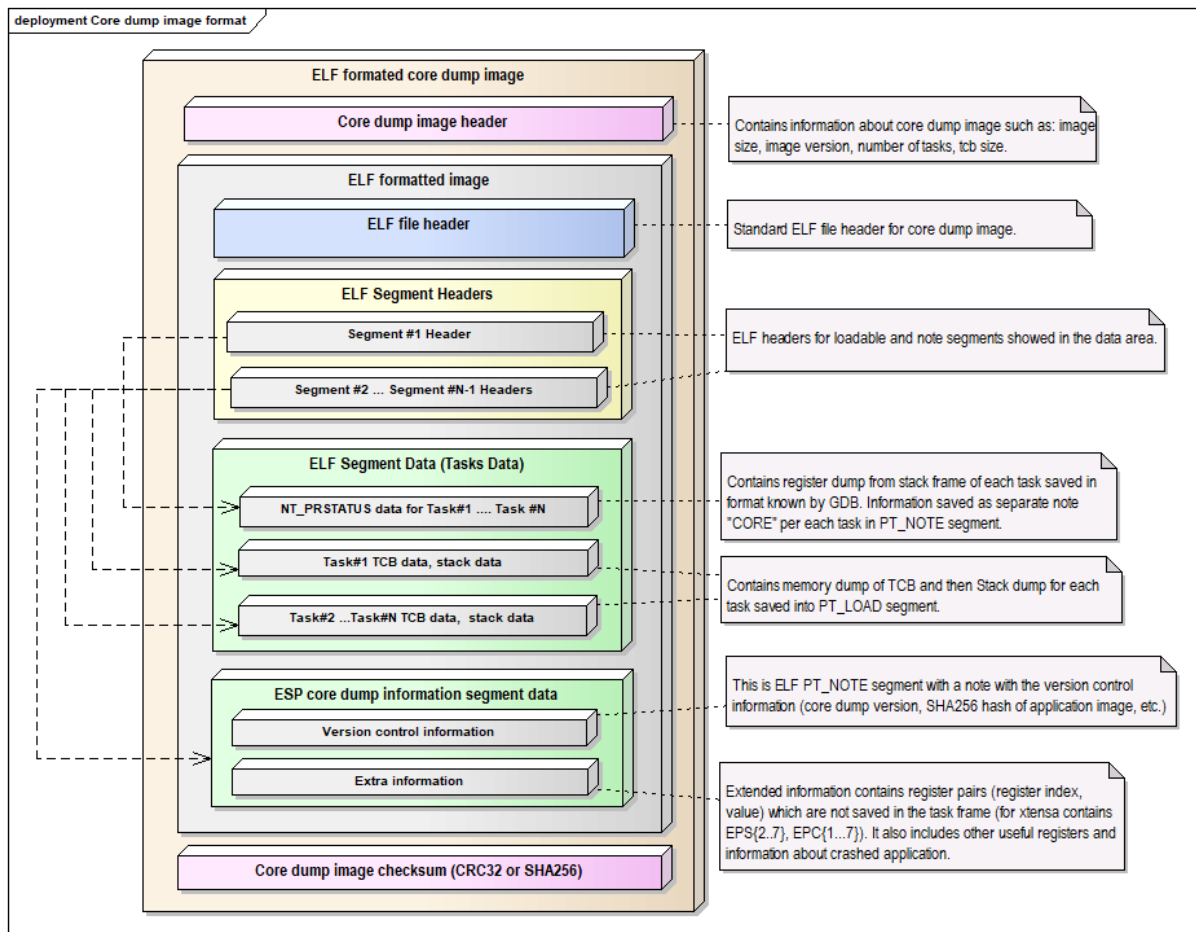 deployment Core dump image format
ELF formated core dump image
Core dump image header
Contains information about core dump image such as: image
size, image version, number of tasks, tcb size.
ELF formatted image
ELF file header
Standard ELF file header for core dump image.
ELF Segment Headers
Segment #1 Header
ELF headers for loadable and note segments showed in the data area.
Segment #2 ... Segment #N-1 Headers
ELF Segment Data (Tasks Data)
NT_PRSTATUS data for Task#1 .... Task #N
Contains register dump from stack frame of each task saved in
format known by GDB. Information saved as separate note
"CORE" per each task in PT_NOTE segment.
Task#1 TCB data, stack data
Task#2 ...Task#N TCB data, stack data
Contains memory dump of TCB and then Stack dump for each
task saved into PT_LOAD segment.
ESP core dump information segment data
Version control information
This is ELF PT_NOTE segment with a note with the version control
information (core dump version, SHA256 hash of application image, etc.)
Extra information
Extended information contains register pairs (register index,
value) which are not saved in the task frame (for xtensa contains
EPS{2..7}, EPC{1...7}). It also includes other useful registers and
information about crashed application.
Core dump image checksum (CRC32 or SHA256)